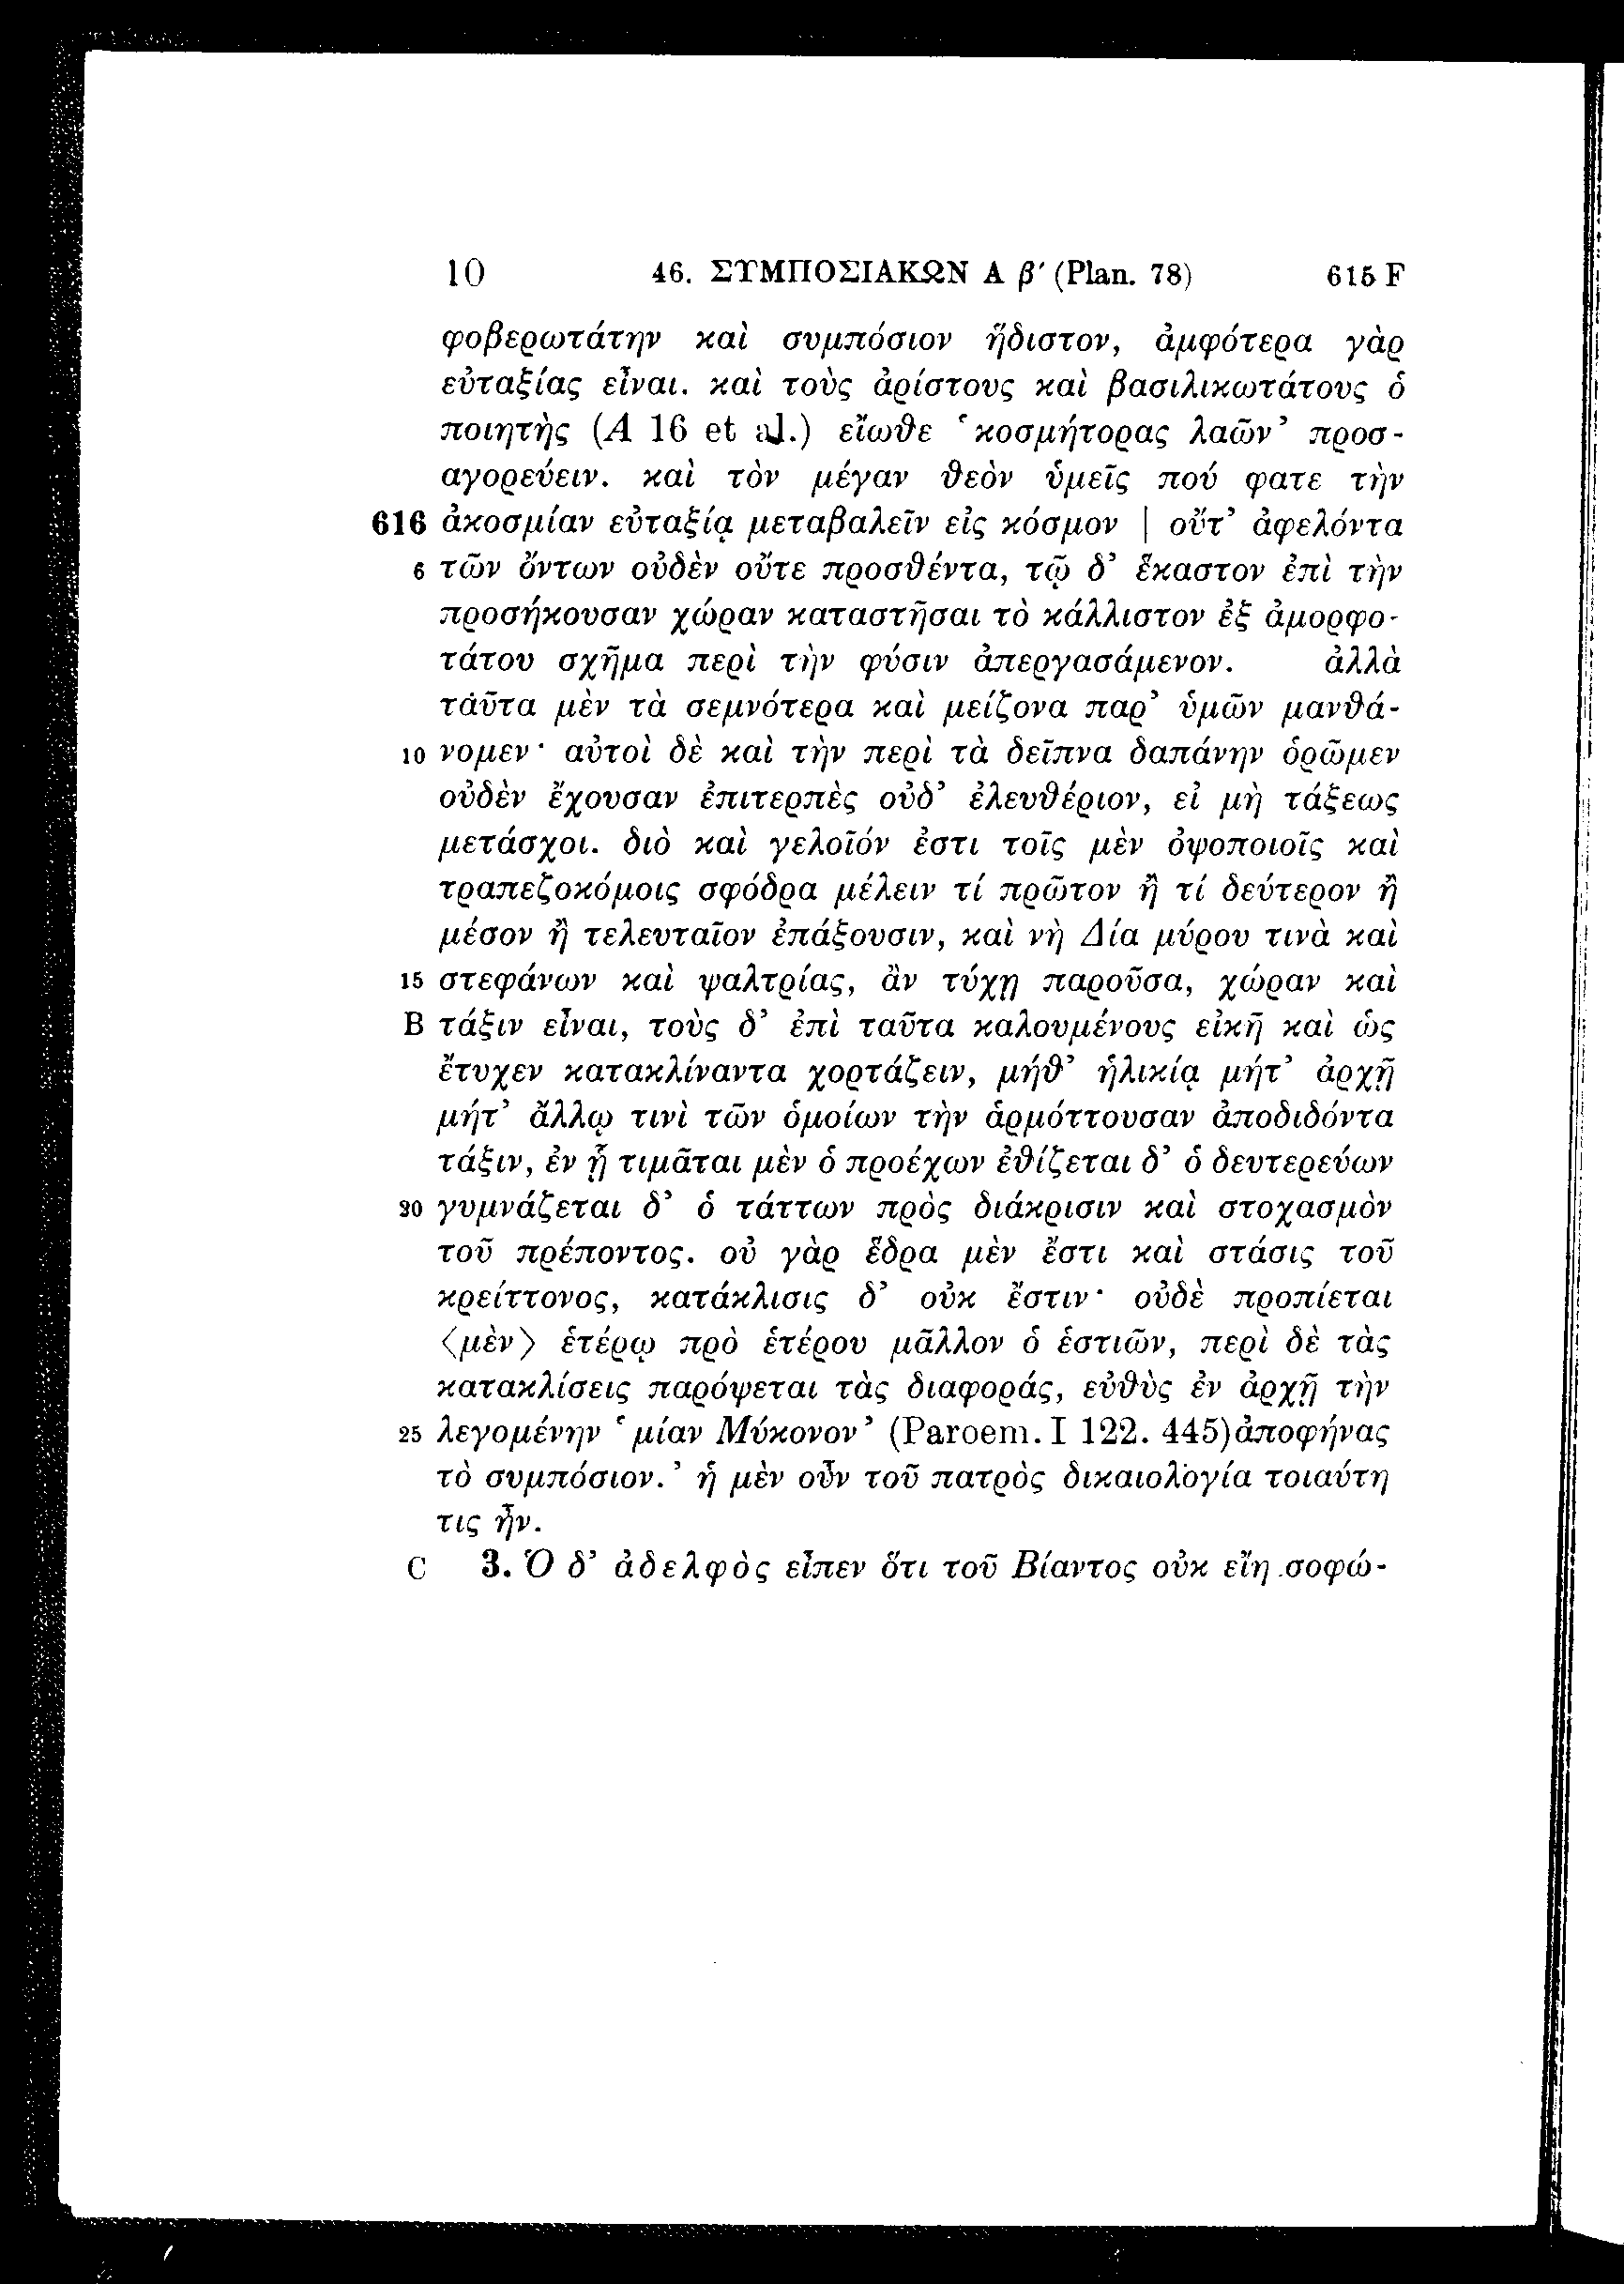 10 46. ΣΥΜΠΟΣΙΑΚΩΝ Α β′ (Plan. 78) 615 F
φοβερωτάτην καὶ συμπόσιον ἥδιστον, ἀμφότερα γὰρ
εὐταξίας εἶναι. καὶ τοὺς ἀρίστους καὶ βασιλικωτάτους ὁ
ποιητὴς (Α 16 et al.) εἴωθε ‘κοσμήτορας λαῶν’ προσ-
αγορεύειν. καὶ τὸν μέγαν θεὸν ὑμεῖς πού φατε τὴν
616 ἀκοσμίαν εὐταξίᾳ μεταβαλεῖν εἰς κόσμον | οὔτ’ ἀφελόντα
6 τῶν ὄντων οὐδὲν οὔτε προσθέντα, τῷ δ’ ἕκαστον ἐπὶ τὴν
προσήκουσαν χώραν καταστῆσαι τὸ κάλλιστον ἐξ ἀμορφο-
τάτου σχῆμα περὶ τὴν φύσιν ἀπεργασάμενον. ἀλλὰ
ταῦτα μὲν τὰ σεμνότερα καὶ μείζονα παρ’ ὑμῶν μανθά-
10 νομεν· αὐτοὶ δὲ καὶ τὴν περὶ τὰ δεῖπνα δαπάνην ὁρῶμεν
οὐδὲν ἔχουσαν ἐπιτερπὲς οὐδ’ ἐλευθέριον, εἰ μὴ τάξεως
μετάσχοι. διὸ καὶ γελοῖόν ἐστι τοῖς μὲν ὀψοποιοῖς καὶ
τραπεζοκόμοις σφόδρα μέλειν τί πρῶτον ἢ τί δεύτερον ἢ
μέσον ἢ τελευταῖον ἐπάξουσιν, καὶ νὴ Δία μύρου τινὰ καὶ
15 στεφάνων καὶ ψαλτρίας, ἂν τύχῃ παροῦσα, χώραν καὶ
B τάξιν εἶναι, τοὺς δ’ ἐπὶ ταῦτα καλουμένους εἰκῆ καὶ ὡς
ἔτυχεν κατακλίναντα χορτάζειν, μήθ’ ἡλικίᾳ μήτ’ ἀρχῇ
μήτ’ ἄλλῳ τινὶ τῶν ὁμοίων τὴν ἁρμόττουσαν ἀποδιδόντα
τάξιν, ἐν ᾗ τιμᾶται μὲν ὁ προέχων ἐθίζεται δ’ ὁ δευτερεύων
20 γυμνάζεται δ’ ὁ τάττων πρὸς διάκρισιν καὶ στοχασμὸν
τοῦ πρέποντος. οὐ γὰρ ἕδρα μὲν ἔστι καὶ στάσις τοῦ
κρείττονος, κατάκλισις δ’ οὐκ ἔστιν· οὐδὲ προπίεται
〈μὲν〉 ἑτέρῳ πρὸ ἑτέρου μᾶλλον ὁ ἑστιῶν, περὶ δὲ τὰς
κατακλίσεις παρόψεται τὰς διαφοράς, εὐθὺς ἐν ἀρχῇ τὴν
25 λεγομένην ‘μίαν Μύκονον’ (Paroem. I 122. 445) ἀποφήνας
τὸ συμπόσιον.’ ἡ μὲν οὖν τοῦ πατρὸς δικαιολογία τοιαύτη
τις ἦν.
C 3. Ὁ δ’ ἀδελφὸς εἶπεν ὅτι τοῦ Βίαντος οὐκ εἴη σοφώ-